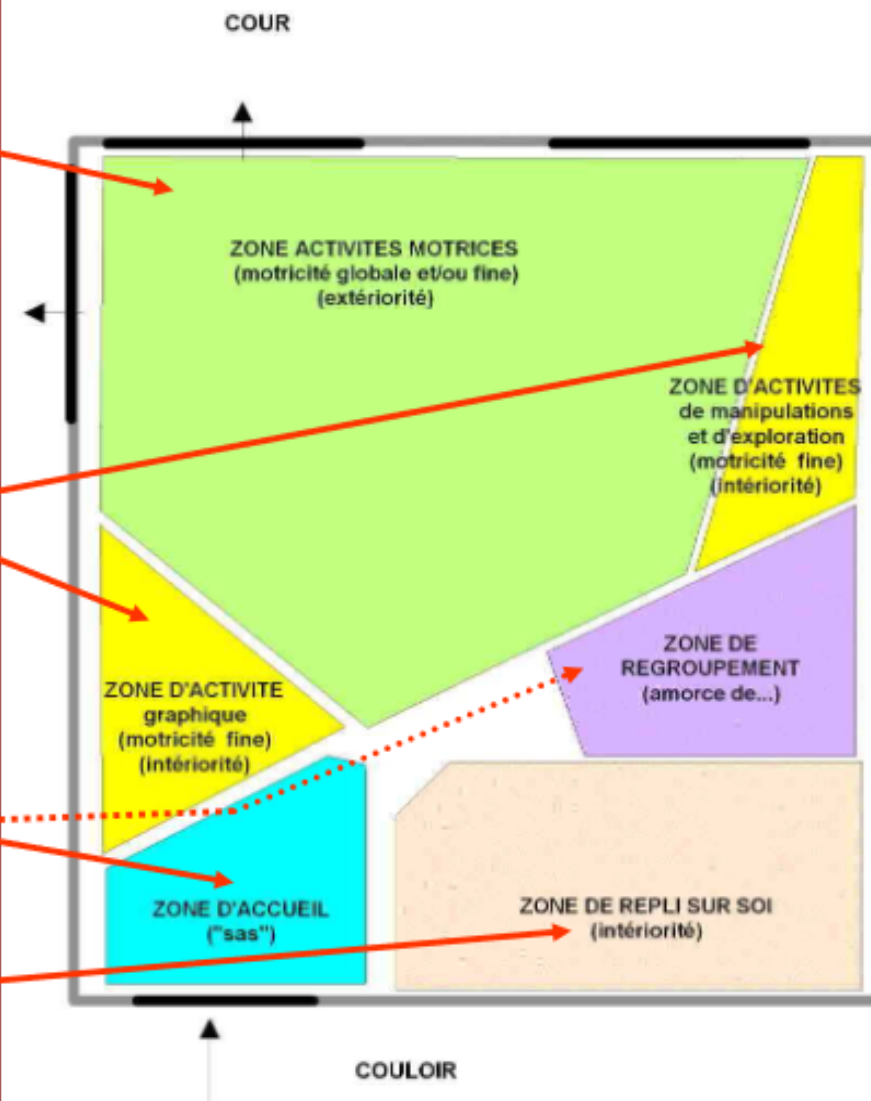 COUR
ZONE ACTIVITES MOTRICES
(motricité globale et/ou fine)
(extériorité)
ZONE D'ACTIVITES
de manipulations
et d'exploration
(motricité fine)
(intériorité)
ZONE DE
REGROUPEMENT
(amorce de...)
ZONE D'ACTIVITE
graphique
(motricité fine)
(intériorité)
ZONE D'ACCUEIL
("sas")
ZONE DE REPLI SUR SOI
(intériorité)
COULOIR